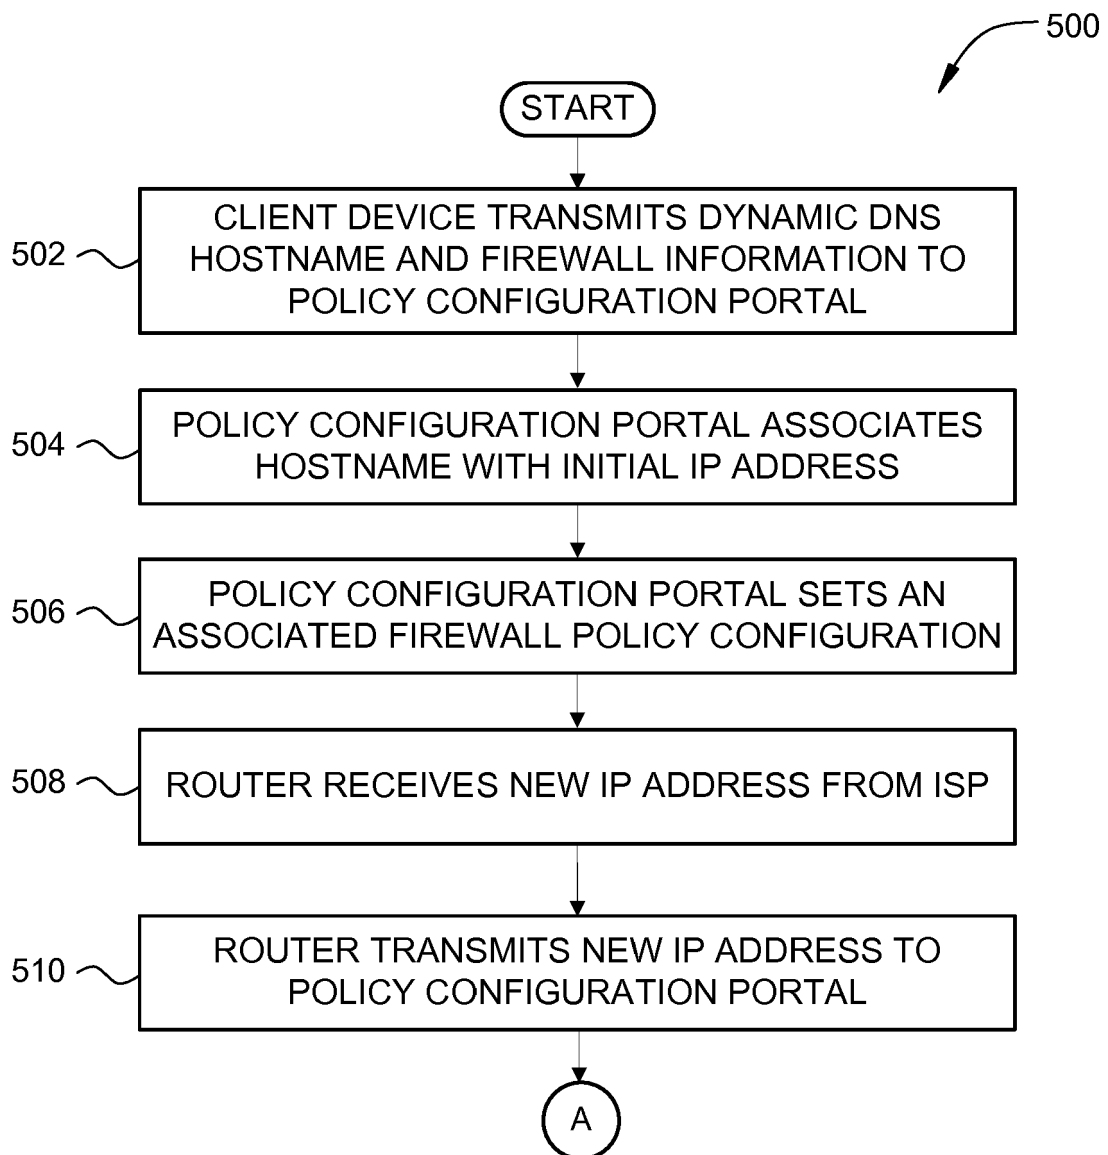 500
START
502
CLIENT DEVICE TRANSMITS DYNAMIC DNS
HOSTNAME AND FIREWALL INFORMATION TO
POLICY CONFIGURATION PORTAL
504
POLICY CONFIGURATION PORTAL ASSOCIATES
HOSTNAME WITH INITIAL IP ADDRESS
506
POLICY CONFIGURATION PORTAL SETS AN
ASSOCIATED FIREWALL POLICY CONFIGURATION
508
ROUTER RECEIVES NEW IP ADDRESS FROM ISP
510
ROUTER TRANSMITS NEW IP ADDRESS TO
POLICY CONFIGURATION PORTAL
A